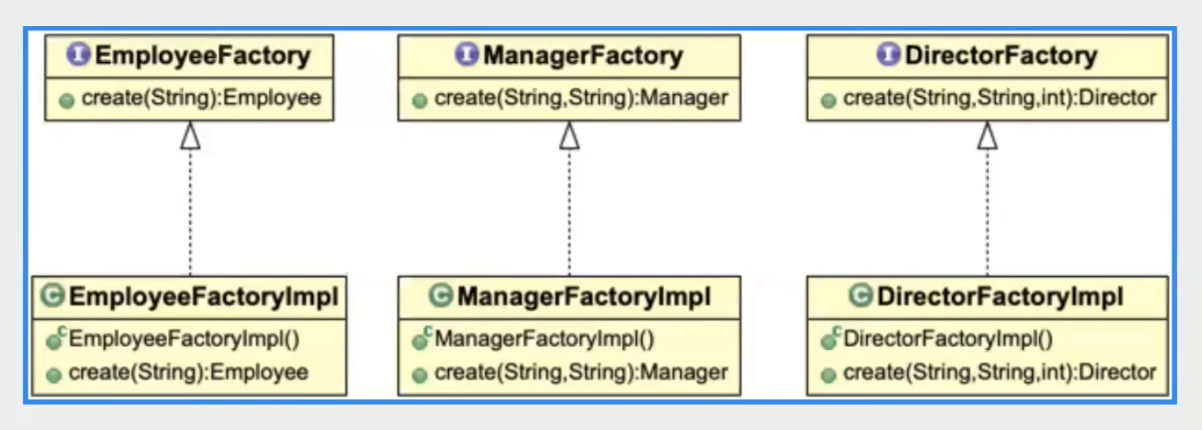 I EmployeeFactory
create(String):Employee
I ManagerFactory
create(String,String):Manager
I DirectorFactory
create(String,String,int):Director
C EmployeeFactoryImpl
C EmployeeFactoryImpl()
create(String):Employee
C ManagerFactoryImpl
C ManagerFactoryImpl()
create(String,String):Manager
C DirectorFactoryImpl
C DirectorFactoryImpl()
create(String,String,int):Director